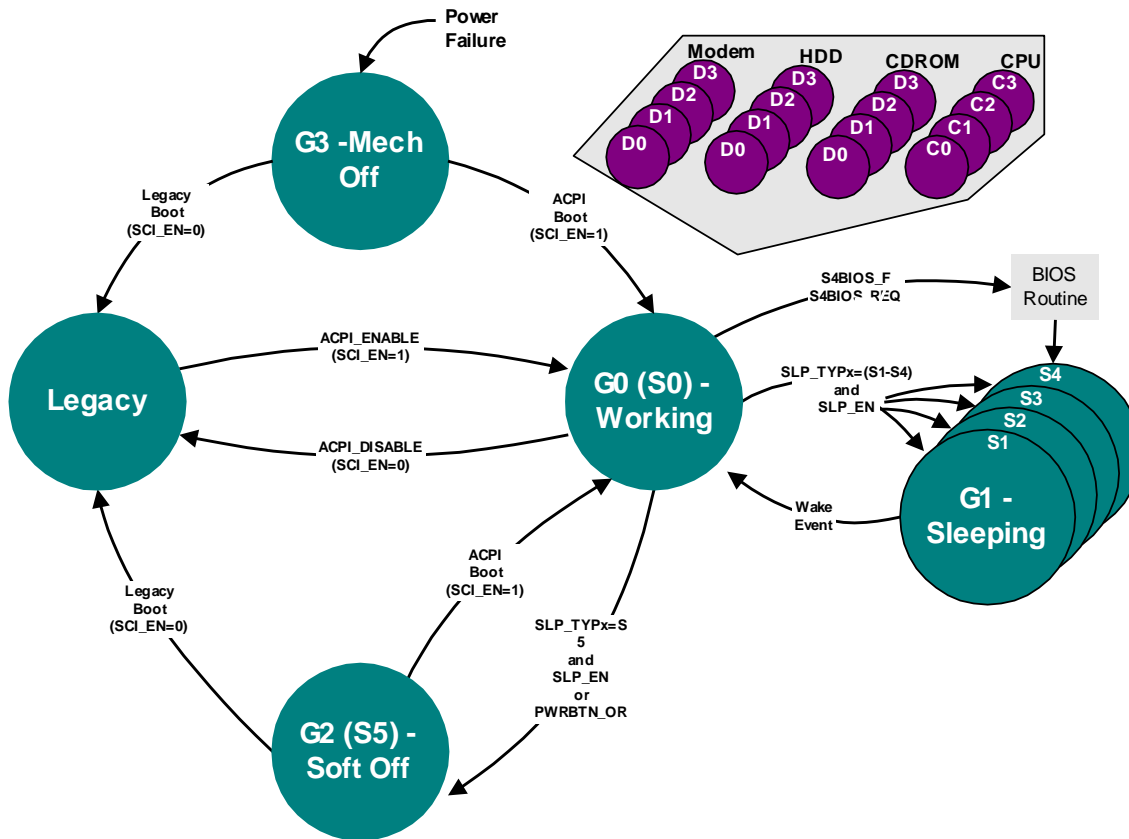 Power
Failure
G3 -Mech
Off
Modem
HDD
CDROM
CPU
D3
D2
D1
D0
D3
D2
D1
D0
D3
D2
D1
D0
C3
C2
C1
C0
Legacy
Boot
(SCI_EN=0)
ACPI
Boot
(SCI_EN=1)
S4BIOS_F
S4BIOS_REQ
BIOS
Routine
ACPI_ENABLE
(SCI_EN=1)
Legacy
G0 (S0) -
Working
SLP_TYPx=(S1-S4)
and
SLP_EN
S4
S3
S2
S1
G1 -
Sleeping
ACPI_DISABLE
(SCI_EN=0)
Wake
Event
Legacy
Boot
(SCI_EN=0)
ACPI
Boot
(SCI_EN=1)
SLP_TYPx=S
5
and
SLP_EN
or
PWRBTN_OR
G2 (S5) -
Soft Off